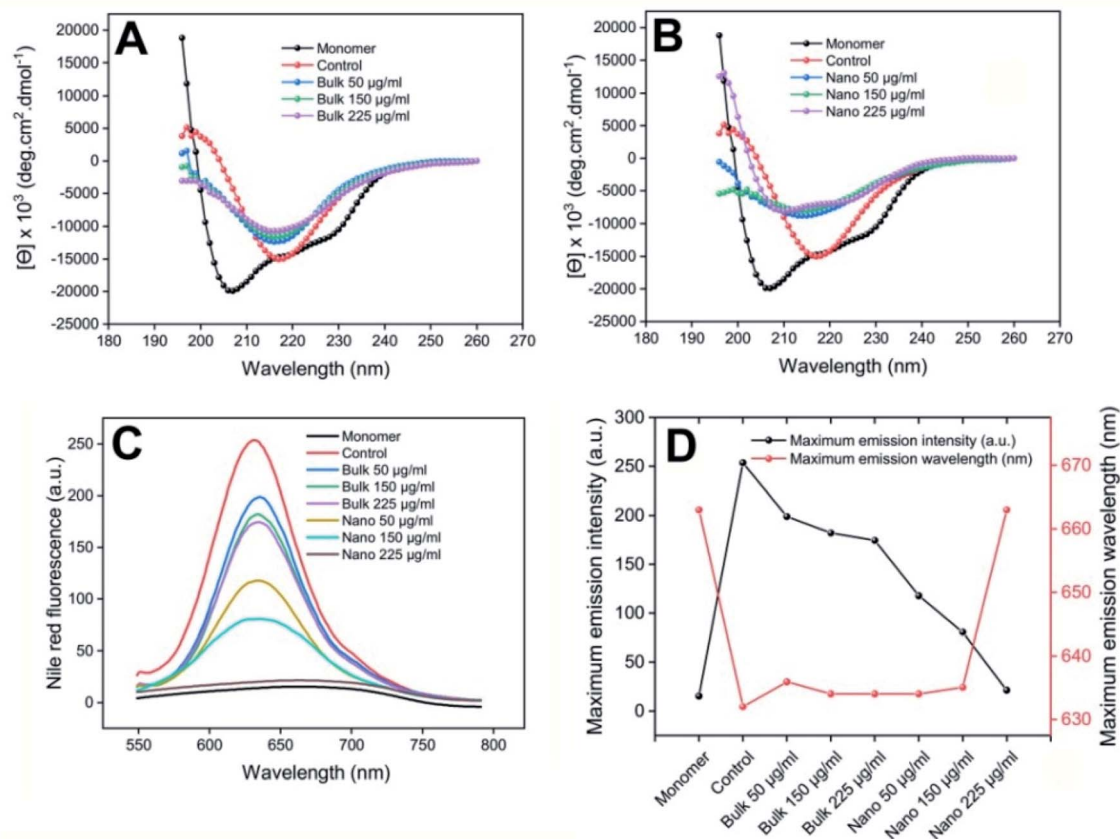 A
[Θ] x 10³ (deg.cm².dmol⁻¹)
20000
15000
10000
5000
0
-5000
-10000
-15000
-20000
-25000
Monomer
Control
Bulk 50 µg/ml
Bulk 150 µg/ml
Bulk 225 µg/ml
180 190 200 210 220 230 240 250 260 270
Wavelength (nm)
B
[Θ] x 10³ (deg.cm².dmol⁻¹)
20000
15000
10000
5000
0
-5000
-10000
-15000
-20000
-25000
Monomer
Control
Nano 50 µg/ml
Nano 150 µg/ml
Nano 225 µg/ml
180 190 200 210 220 230 240 250 260 270
Wavelength (nm)
C
Nile red fluorescence (a.u.)
250
200
150
100
50
0
Monomer
Control
Bulk 50 µg/ml
Bulk 150 µg/ml
Bulk 225 µg/ml
Nano 50 µg/ml
Nano 150 µg/ml
Nano 225 µg/ml
550 600 650 700 750 800
Wavelength (nm)
D
Maximum emission intensity (a.u.)
300
250
200
150
100
50
0
Maximum emission intensity (a.u.)
Maximum emission wavelength (nm)
670
660
650
640
630
Maximum emission wavelength (nm)
Monomer
Control
Bulk 50 µg/ml
Bulk 150 µg/ml
Bulk 225 µg/ml
Nano 50 µg/ml
Nano 150 µg/ml
Nano 225 µg/ml